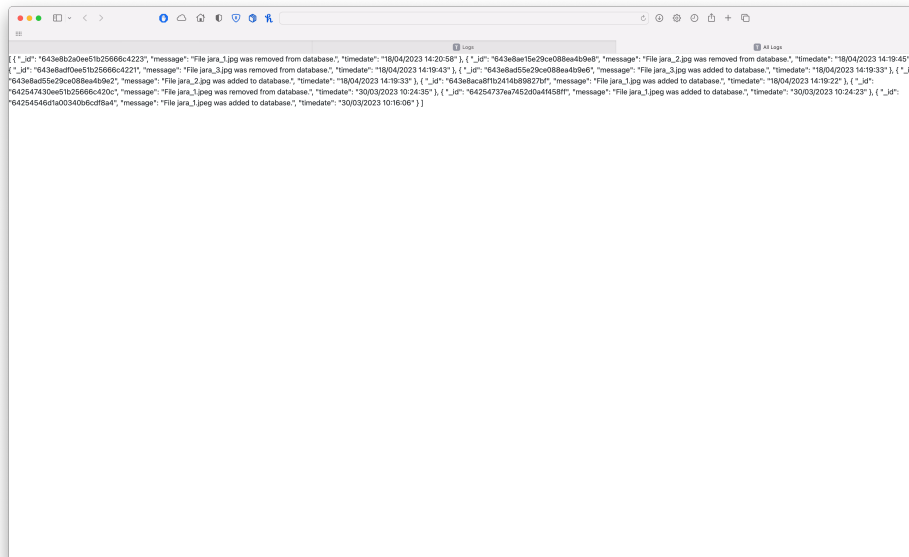 Logs
All Logs
[ { "_id": "643e8b2a0ee51b25666c4223", "message": "File jara_1.jpg was removed from database.", "timedate": "18/04/2023 14:20:58" }, { "_id": "643e8ae15e29ce088ea4b9e8", "message": "File jara_2.jpg was removed from database.", "timedate": "18/04/2023 14:19:45"
{ "_id": "643e8adf0ee51b25666c4221", "message": "File jara_3.jpg was removed from database.", "timedate": "18/04/2023 14:19:43" }, { "_id": "643e8ad55e29ce088ea4b9e6", "message": "File jara_3.jpg was added to database.", "timedate": "18/04/2023 14:19:33" }, { "_i
"643e8ad55e29ce088ea4b9e2", "message": "File jara_2.jpg was added to database.", "timedate": "18/04/2023 14:19:33" }, { "_id": "643e8aca8f1b2414b89827bf", "message": "File jara_1.jpg was added to database.", "timedate": "18/04/2023 14:19:22" }, { "_id":
"642547430ee51b25666c420c", "message": "File jara_1.jpeg was removed from database.", "timedate": "30/03/2023 10:24:35" }, { "_id": "64254737ea7452d0a4f458ff", "message": "File jara_1.jpeg was added to database.", "timedate": "30/03/2023 10:24:23" }, { "_id":
"64254546d1a00340b6cdf8a4", "message": "File jara_1.jpeg was added to database.", "timedate": "30/03/2023 10:16:06" } ]